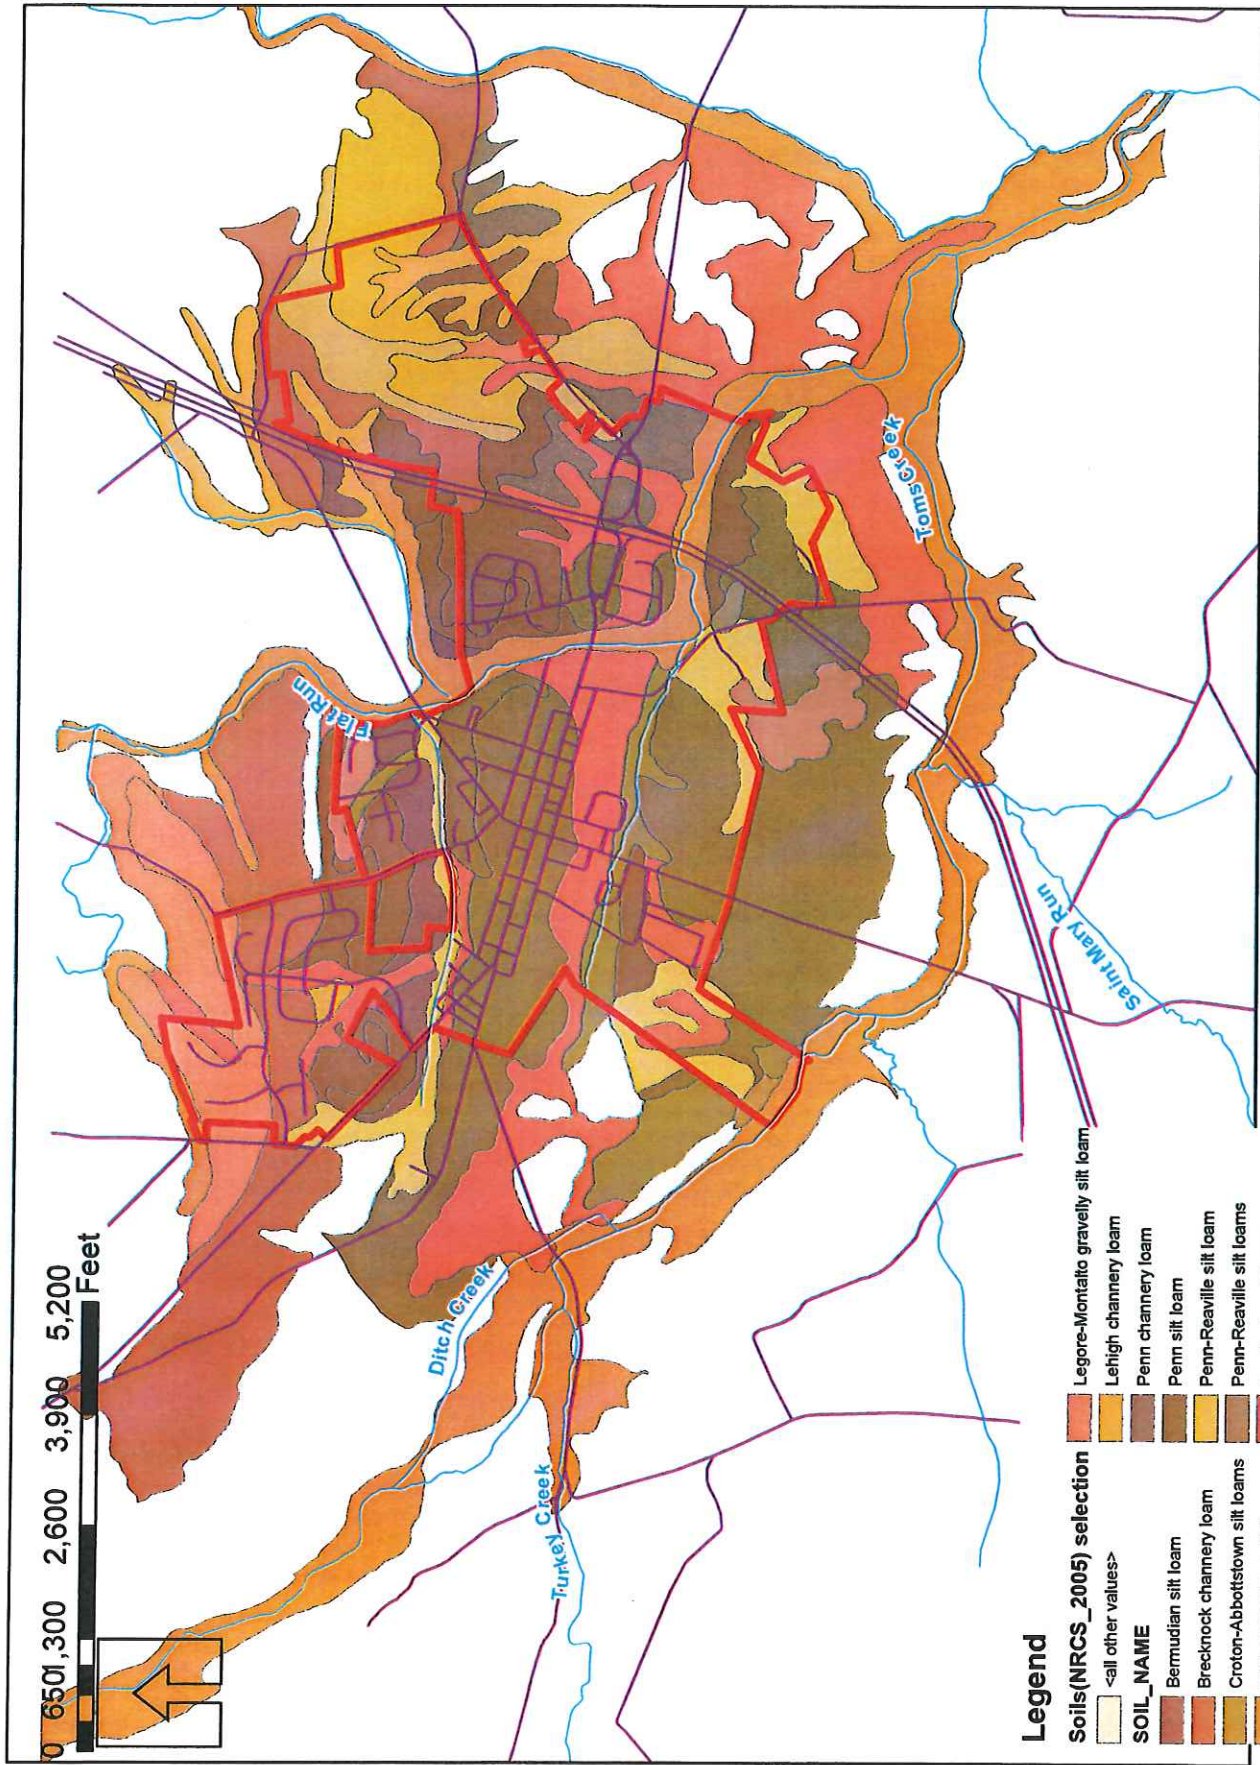 0 650 1,300 2,600 3,900 5,200
Feet
Flat Run
Toms Creek
Ditch Creek
Turkey Creek
Saint Mary Run
Legend
Soils(NRCS_2005) selection
<all other values>
SOIL_NAME
Bermudian silt loam
Brecknock channery loam
Croton-Abbottstown silt loams
Legore-Montalto gravelly silt loam
Lehigh channery loam
Penn channery loam
Penn silt loam
Penn-Reaville silt loam
Penn-Reaville silt loams